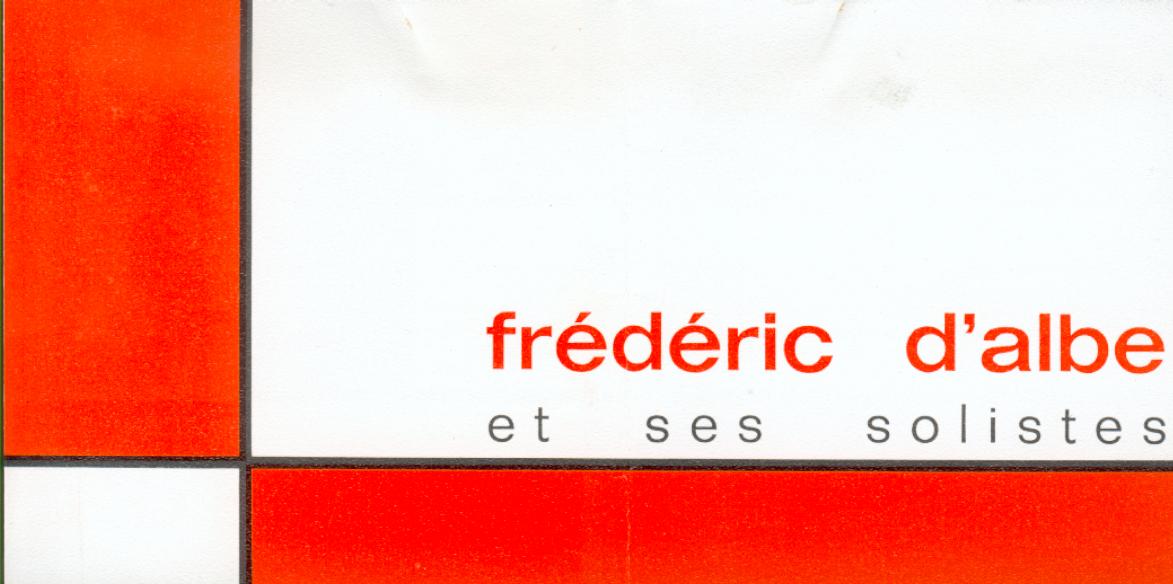 frédéric d'albe
et ses solistes